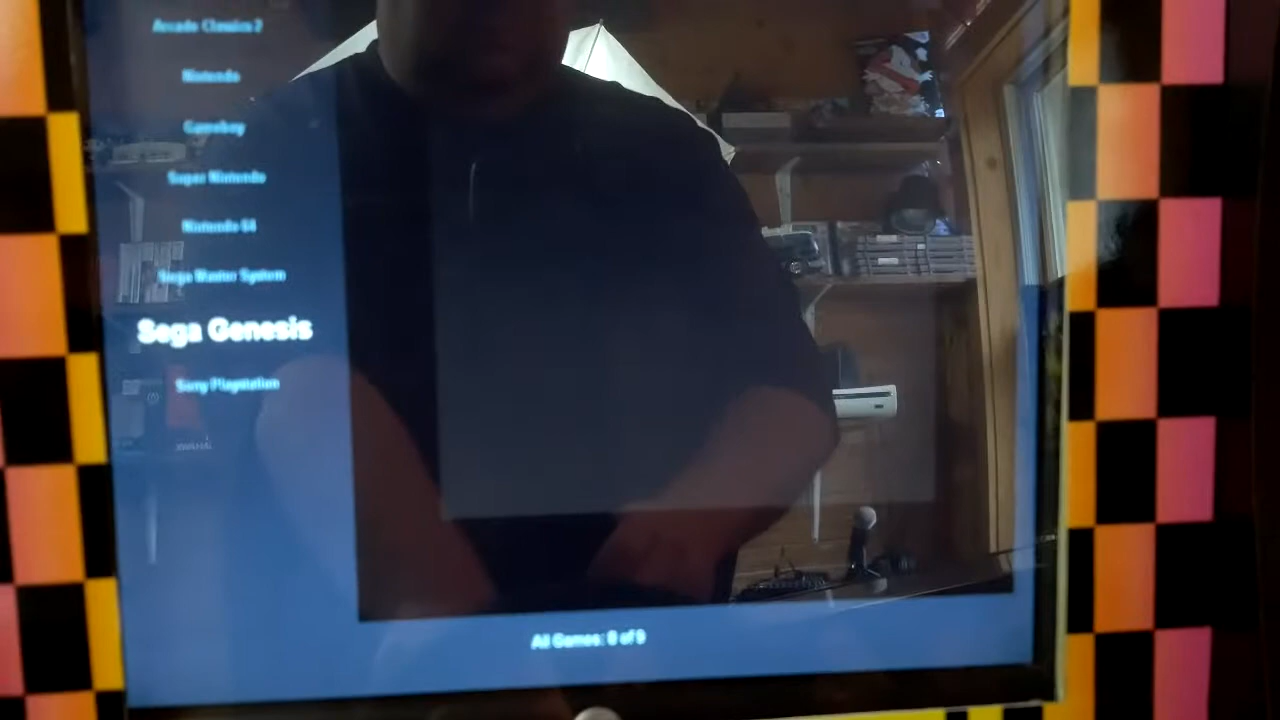 Arcade Classics 2
Nintendo
Gameboy
Super Nintendo
Nintendo 64
Sega Master System
Sega Genesis
Sony Playstation
All Games: 8 of 9